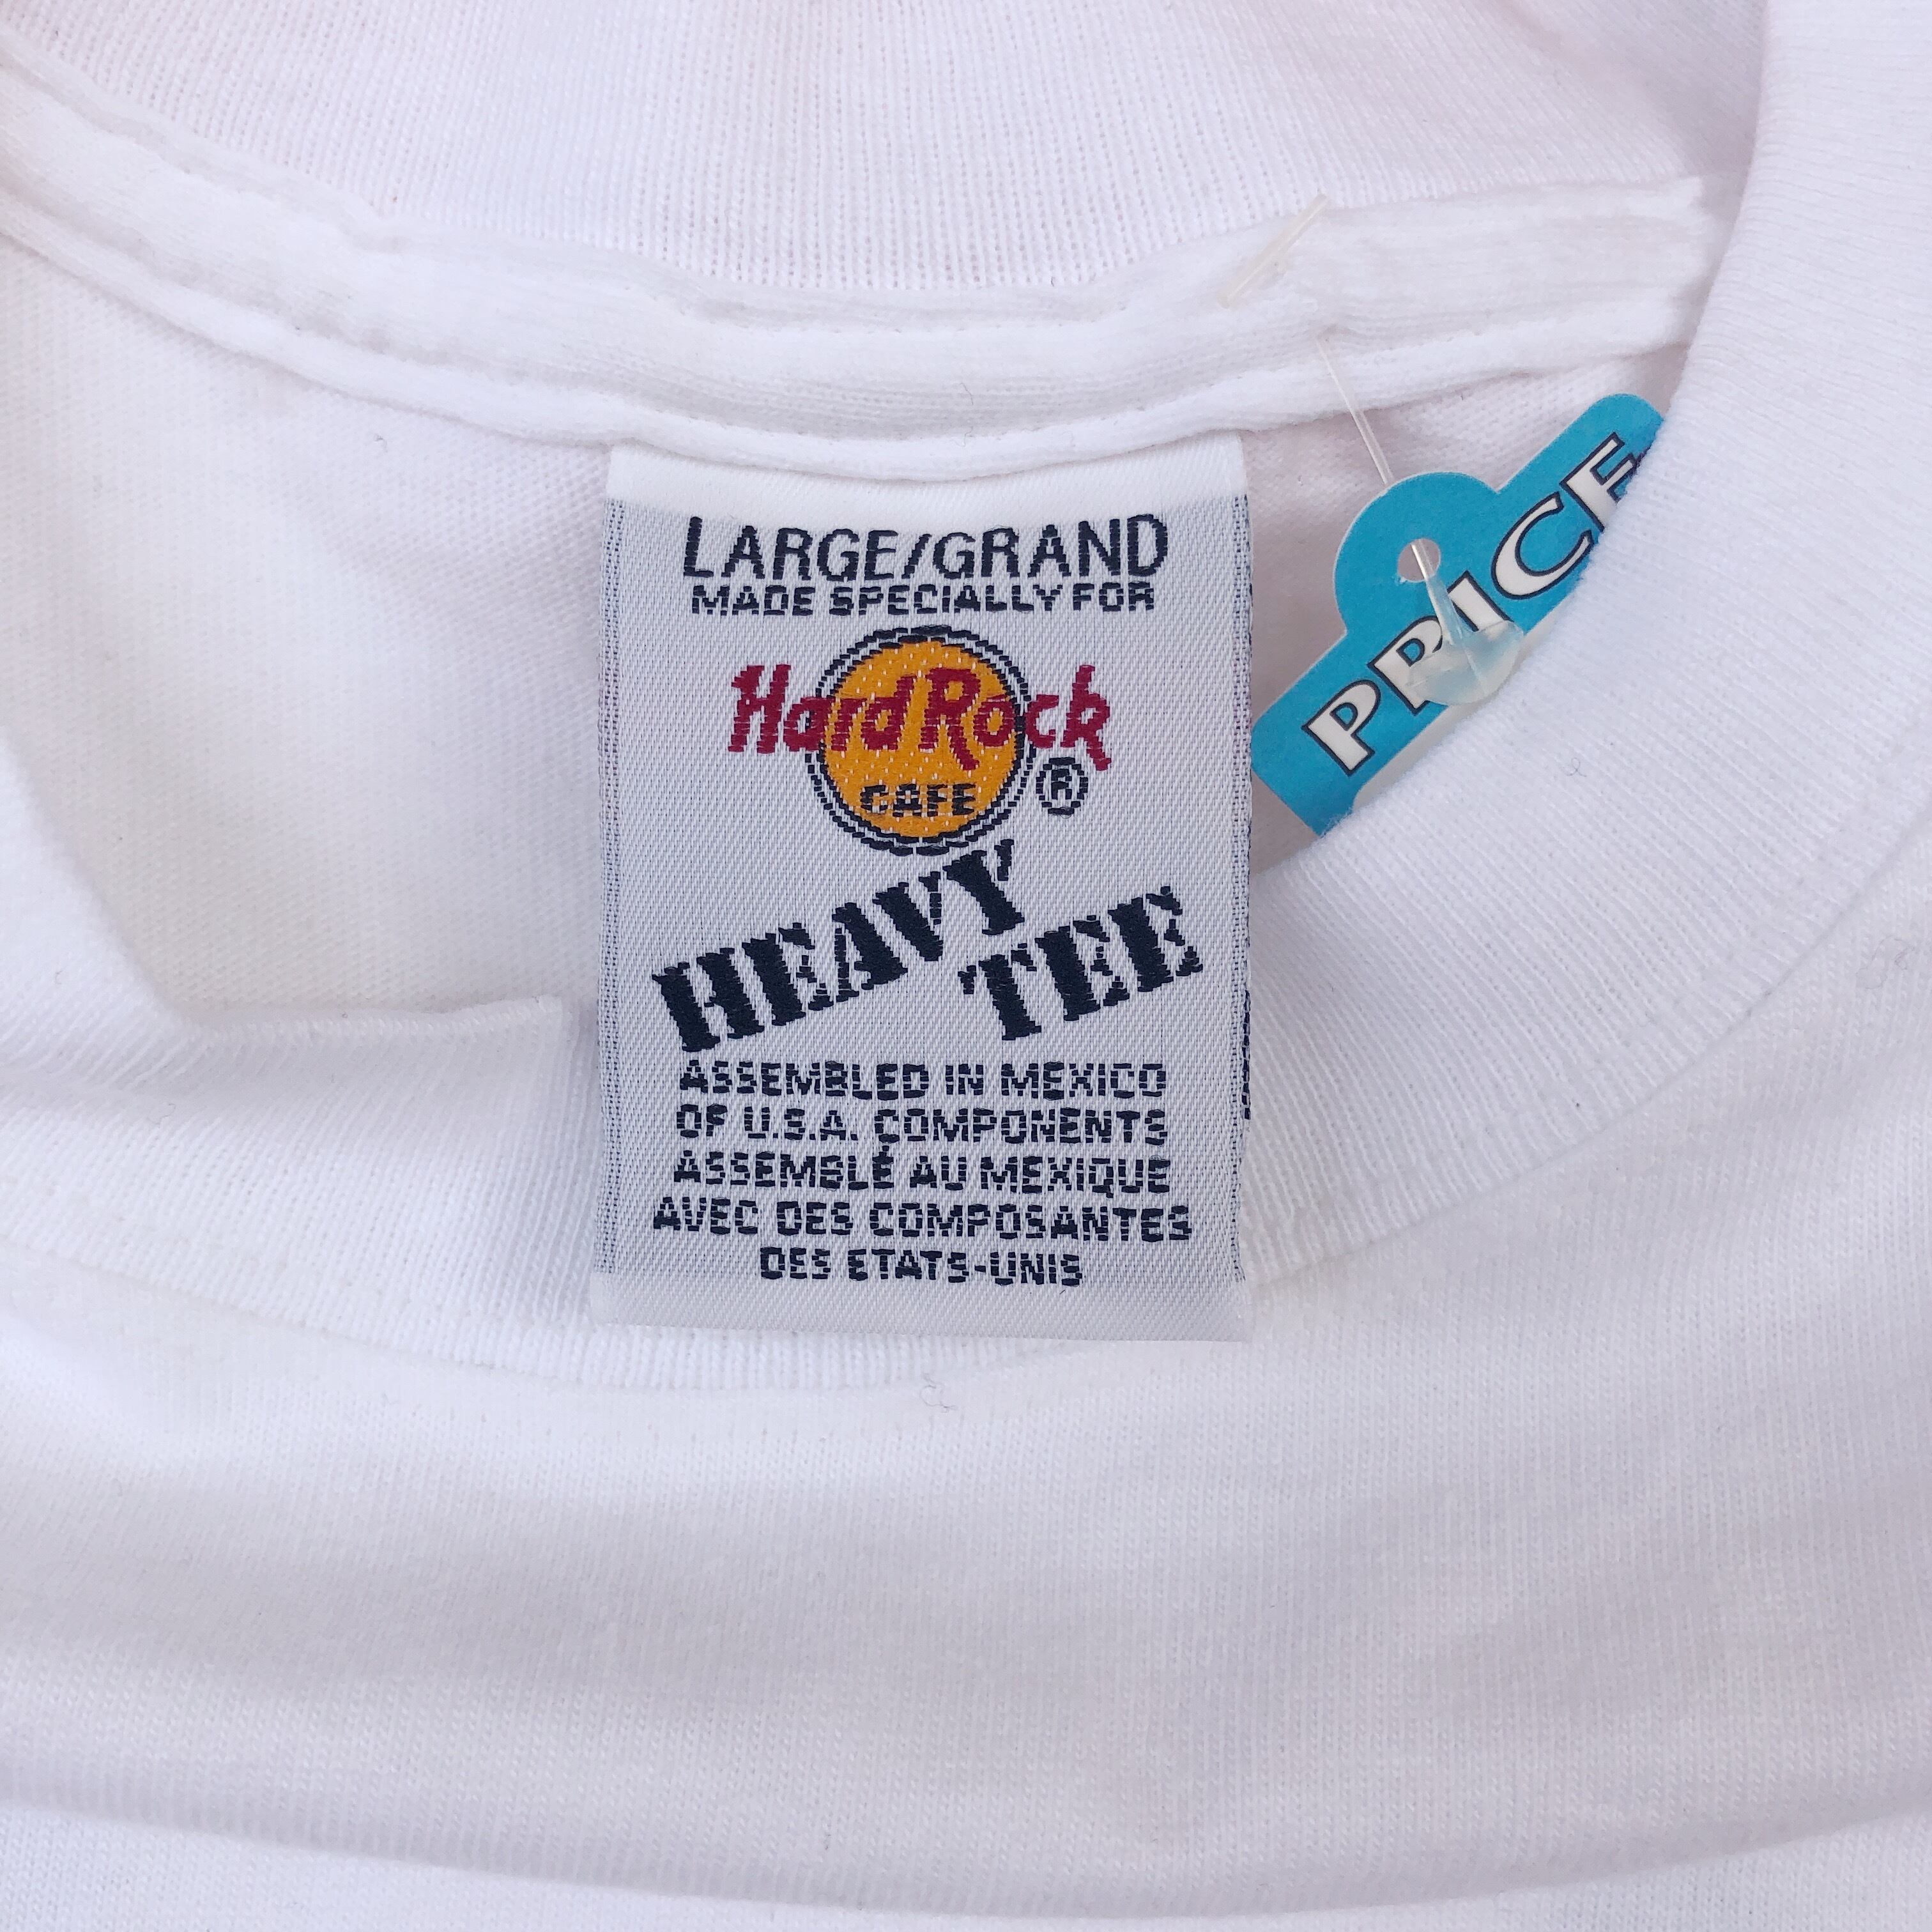 LARGE/GRAND
MADE SPECIALLY FOR
Hard Rock
CAFE ®
HEAVY
TEE
ASSEMBLED IN MEXICO
OF U.S.A. COMPONENTS
ASSEMBLÉ AU MEXIQUE
AVEC DES COMPOSANTES
DES ETATS-UNIS
PRICE